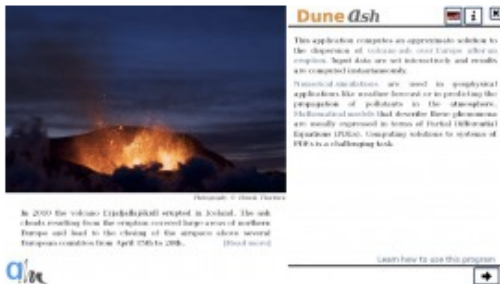 Dune ash
This application computes an approximate solution to
the dispersion of volcano ash over Europe after an
eruption. Input data are set interactively and results
are computed instantaneously.
Numerical simulations are used in geophysical
applications like weather forecast or in predicting the
propagation of pollutants in the atmosphere.
Mathematical models that describe these phenomena
are usually expressed in terms of Partial Differential
Equations (PDEs). Computing solutions to systems of
PDEs is a challenging task.
Photography ©
In 2010 the volcano Eyjafjallajökull erupted in Iceland. The ash
clouds resulting from the eruption covered large areas of northern
Europe and lead to the closing of the airspace above several
European countries from April 15th to 20th. [Read more]
Learn how to use this program